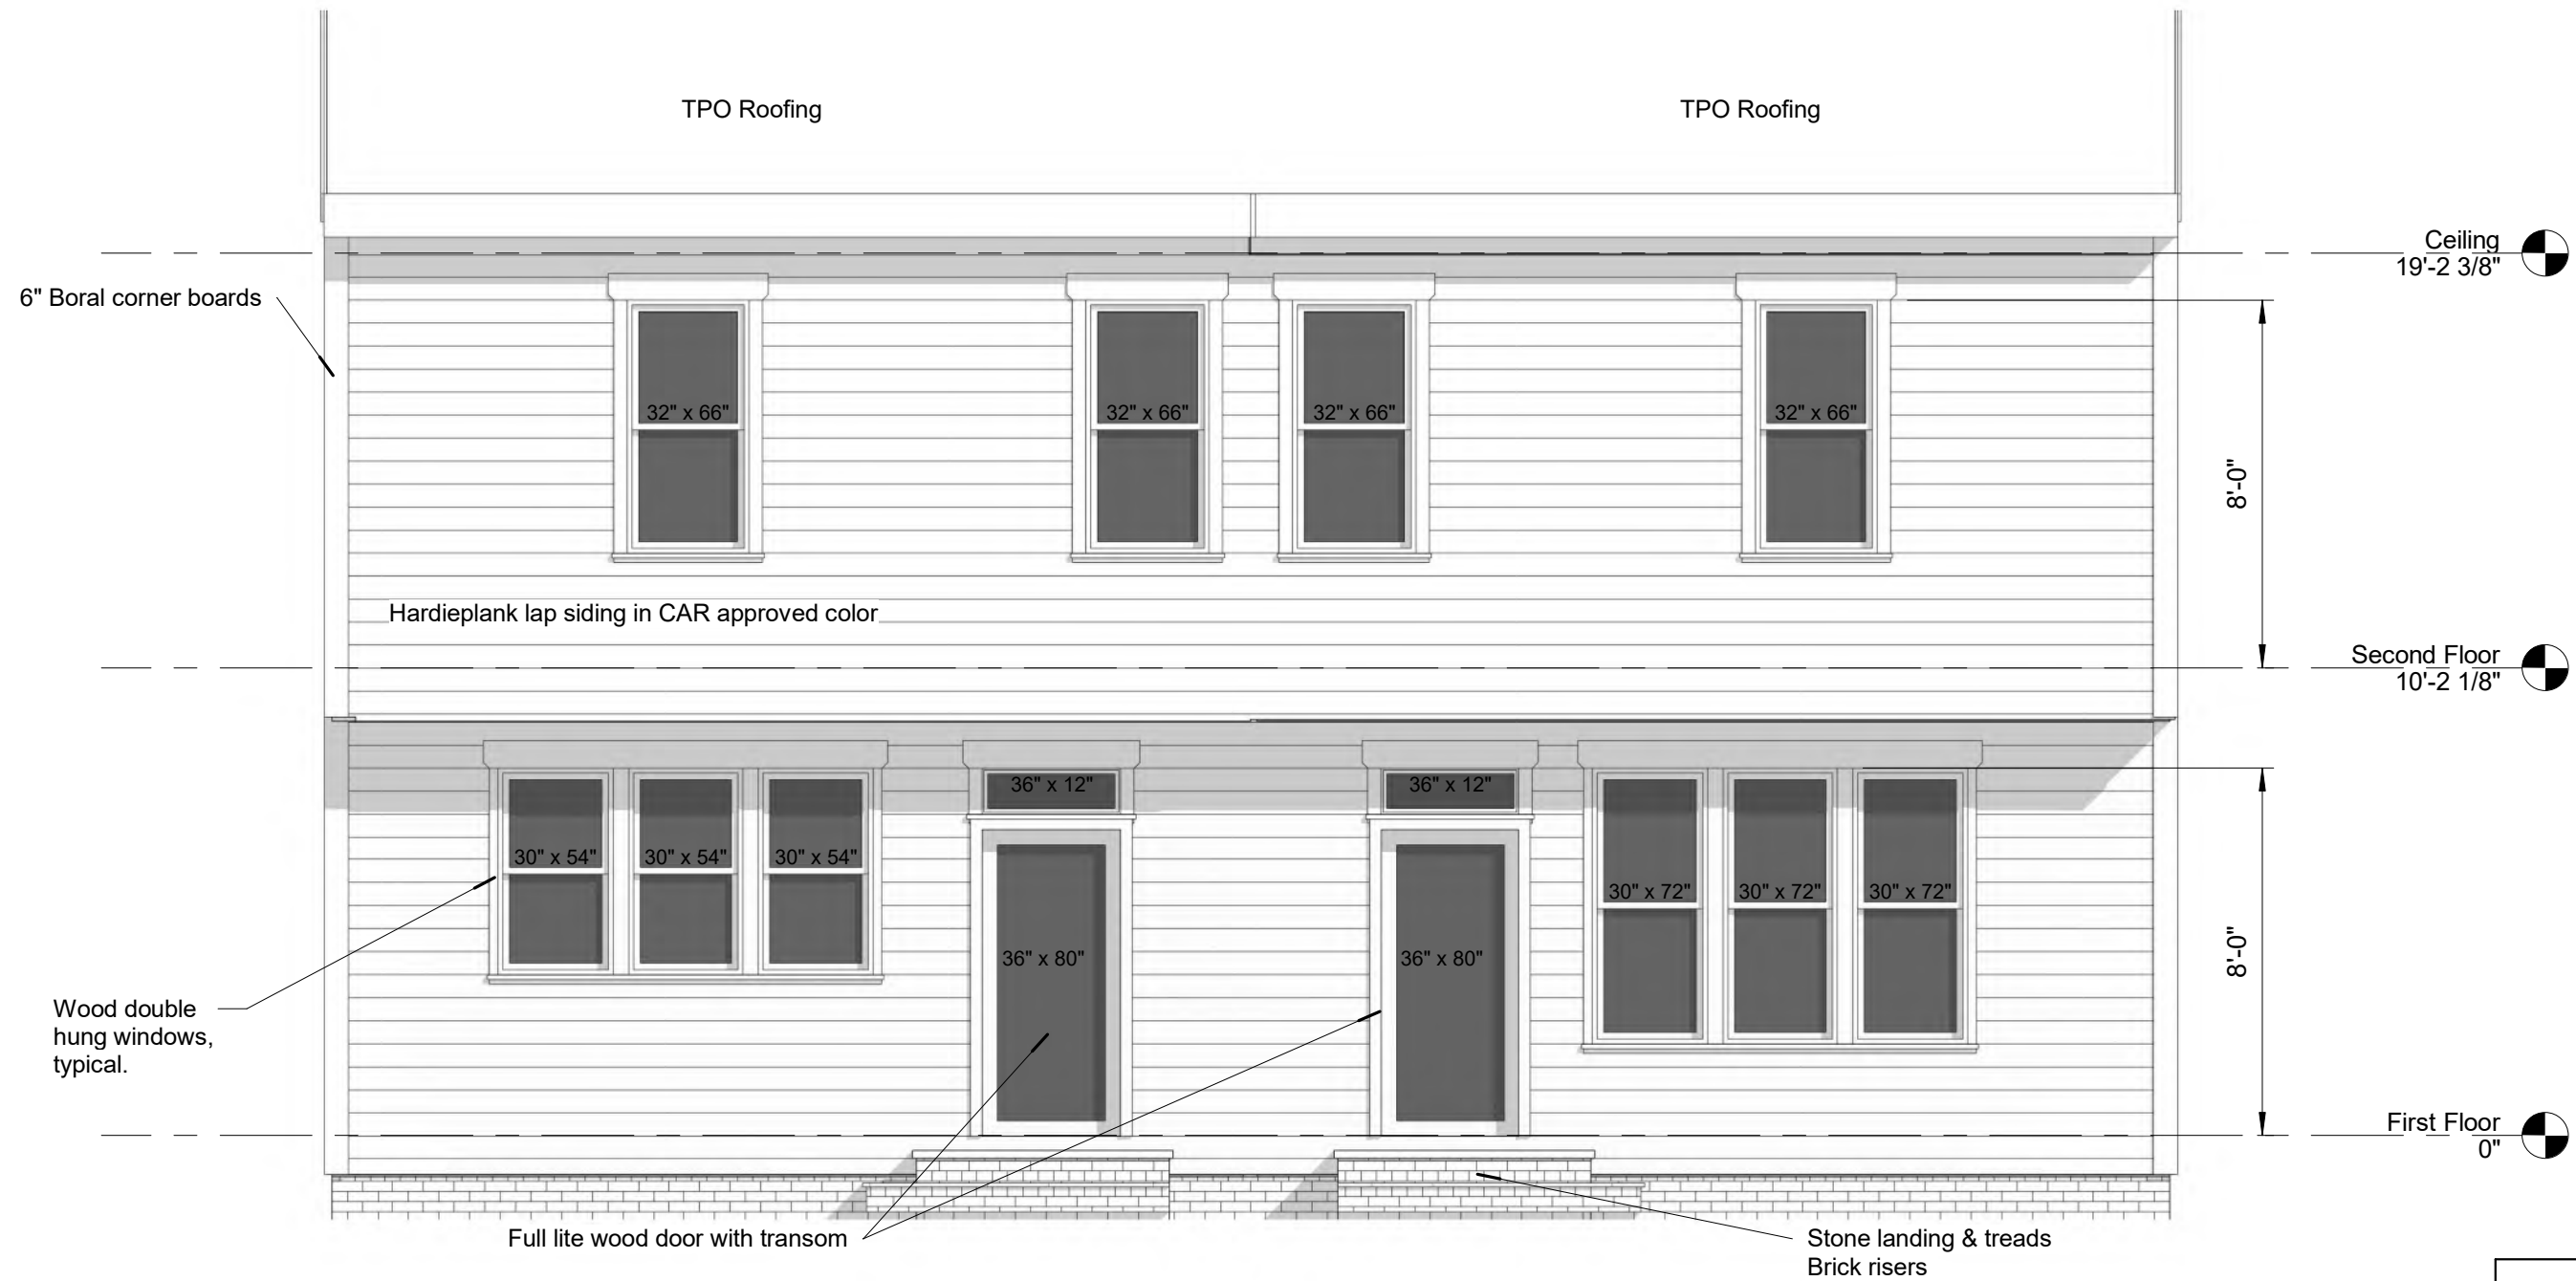 TPO Roofing
TPO Roofing
Ceiling
19'-2 3/8"
6" Boral corner boards
32" x 66"
32" x 66"
32" x 66"
32" x 66"
8'-0"
Hardieplank lap siding in CAR approved color
Second Floor
10'-2 1/8"
36" x 12"
36" x 12"
30" x 54"
30" x 54"
30" x 54"
30" x 72"
30" x 72"
30" x 72"
36" x 80"
36" x 80"
8'-0"
Wood double
hung windows,
typical.
First Floor
0"
Full lite wood door with transom
Stone landing & treads
Brick risers